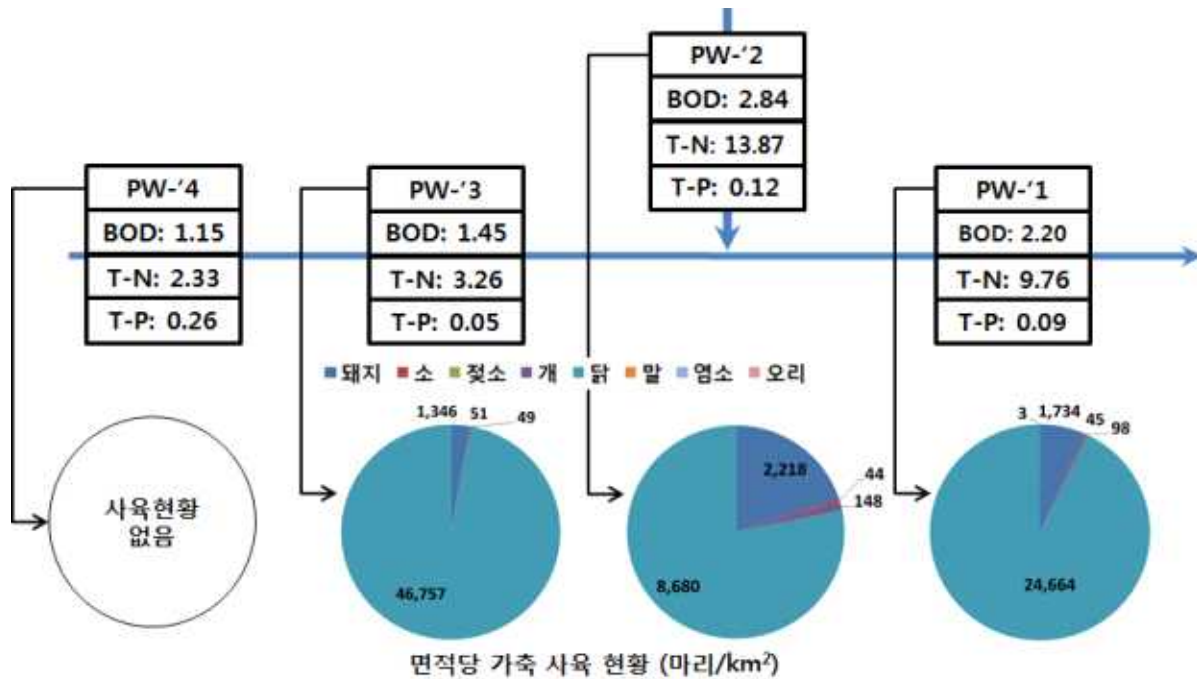 PW-'2
BOD: 2.84
T-N: 13.87
T-P: 0.12
PW-'4
BOD: 1.15
T-N: 2.33
T-P: 0.26
PW-'3
BOD: 1.45
T-N: 3.26
T-P: 0.05
PW-'1
BOD: 2.20
T-N: 9.76
T-P: 0.09
돼지 소 젖소 개 닭 말 염소 오리
사육현황
없음
1,346 51 49
46,757
2,218
44
148
8,680
3 1,734 45
98
24,664
면적당 가축 사육 현황 (마리/km²)